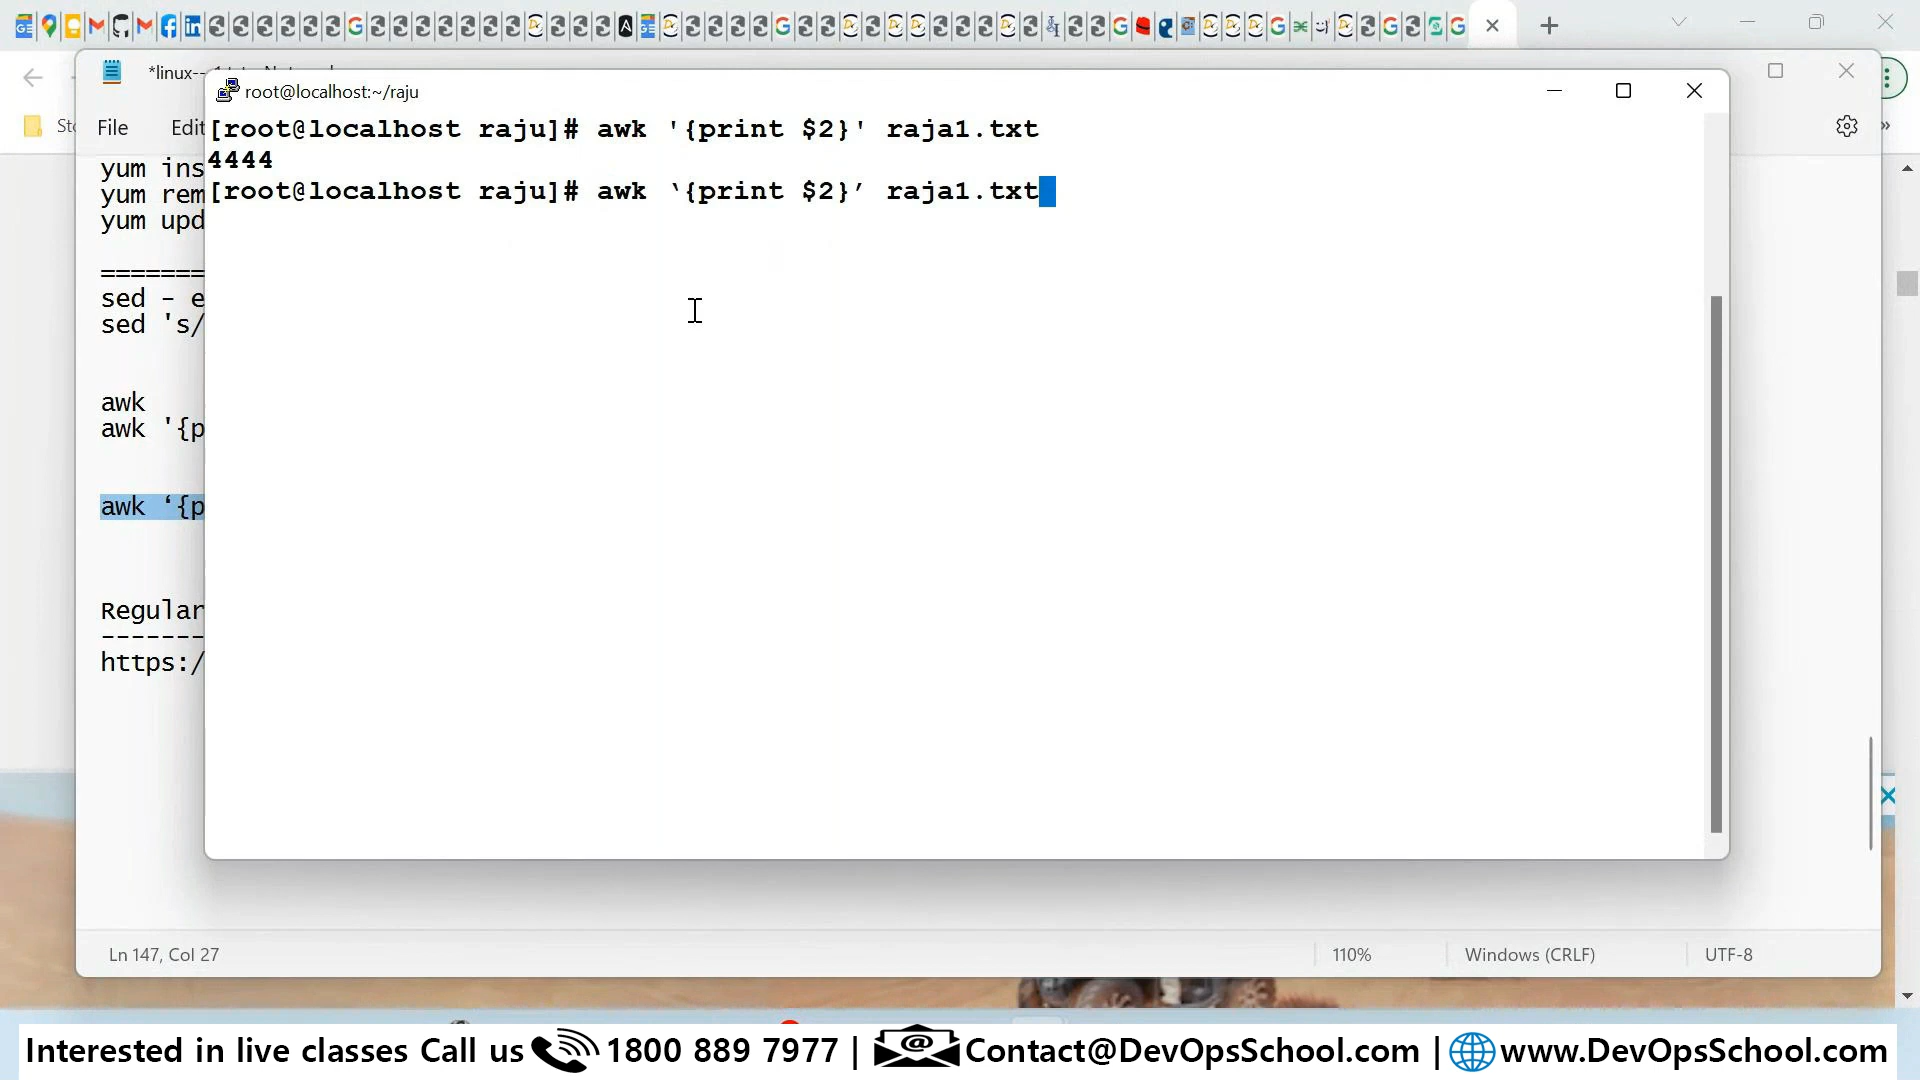 *linux--
root@localhost:~/raju
File
Edit
[root@localhost raju]# awk '{print $2}' raja1.txt
4444
[root@localhost raju]# awk ‘{print $2}’ raja1.txt
yum ins
yum rem
yum upd
=======
sed - e
sed 's/
awk
awk '{p
awk ‘{p
Regular
-------
https:/
Ln 147, Col 27
110%
Windows (CRLF)
UTF-8
Interested in live classes Call us 1800 889 7977 | Contact@DevOpsSchool.com | www.DevOpsSchool.com